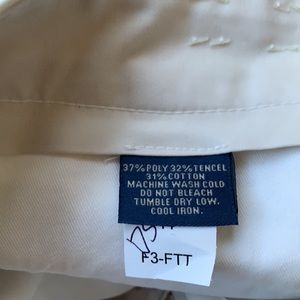 37%POLY 32%TENCEL
31%COTTON
MACHINE WASH COLD
DO NOT BLEACH
TUMBLE DRY LOW.
COOL IRON.
F3-FTT